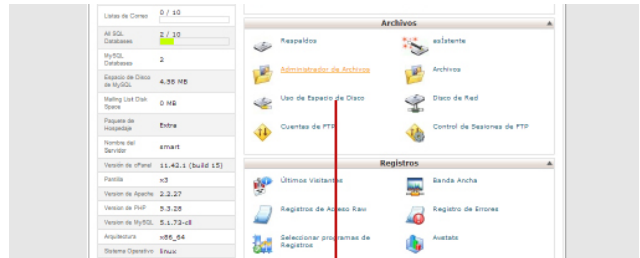 Listas de Correo
0 / 10
All SQL
Databases
2 / 10
MySQL
Databases
2
Espacio de Disco
de MySQL
4.56 MB
Mailing List Disk
Space
0 MB
Paquete de
Hospedaje
Extra
Nombre del
Servidor
smart
Versión de cPanel
11.42.1 (build 15)
Pantilla
x3
Version de Apache
2.2.27
Version de PHP
5.3.28
Version de MySQL
5.1.73-cll
Arquitectura
x86_64
Sistema Operativo
linux
Archivos
Respaldos
asistente
Administrador de Archivos
Archivos
Uso de Espacio de Disco
Disco de Red
Cuentas de FTP
Control de Sesiones de FTP
Registros
Últimos Visitantes
Banda Ancha
Registros de Acceso Raw
Registro de Errores
Seleccionar programas de
Registros
Awstats